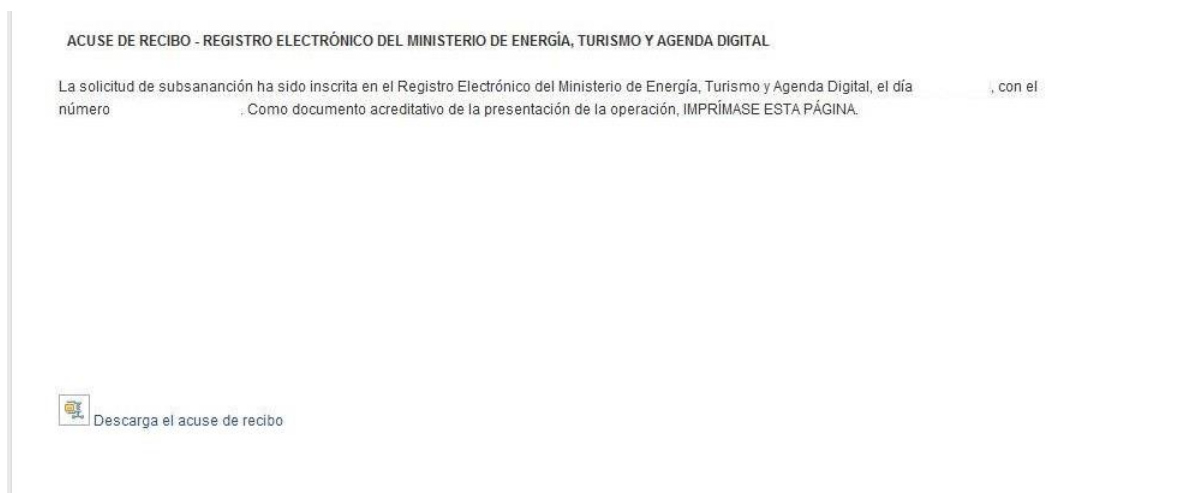 ACUSE DE RECIBO - REGISTRO ELECTRÓNICO DEL MINISTERIO DE ENERGÍA, TURISMO Y AGENDA DIGITAL
La solicitud de subsananción ha sido inscrita en el Registro Electrónico del Ministerio de Energía, Turismo y Agenda Digital, el día , con el
número . Como documento acreditativo de la presentación de la operación, IMPRÍMASE ESTA PÁGINA.
Descarga el acuse de recibo